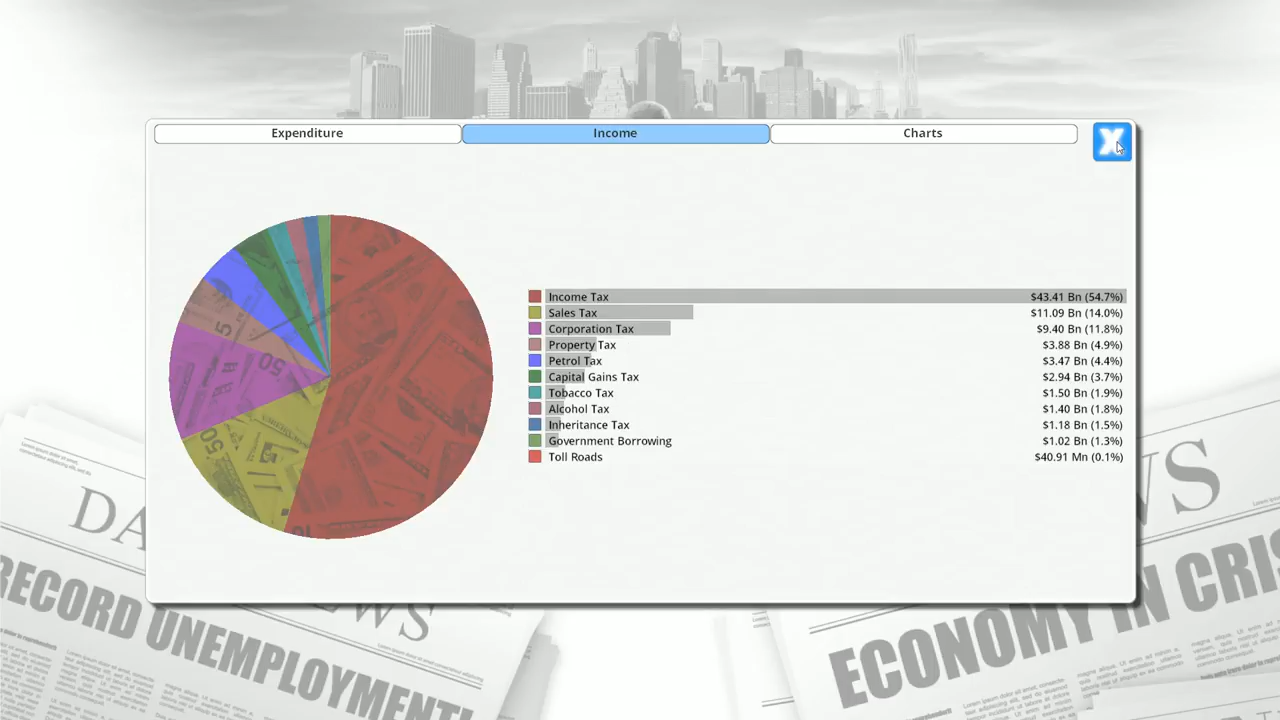 Expenditure
Income
Charts
X
Income Tax $43.41 Bn (54.7%)
Sales Tax $11.09 Bn (14.0%)
Corporation Tax $9.40 Bn (11.8%)
Property Tax $3.88 Bn (4.9%)
Petrol Tax $3.47 Bn (4.4%)
Capital Gains Tax $2.94 Bn (3.7%)
Tobacco Tax $1.50 Bn (1.9%)
Alcohol Tax $1.40 Bn (1.8%)
Inheritance Tax $1.18 Bn (1.5%)
Government Borrowing $1.02 Bn (1.3%)
Toll Roads $40.91 Mn (0.1%)
RECORD UNEMPLOYMENT!
ECONOMY IN CRIS